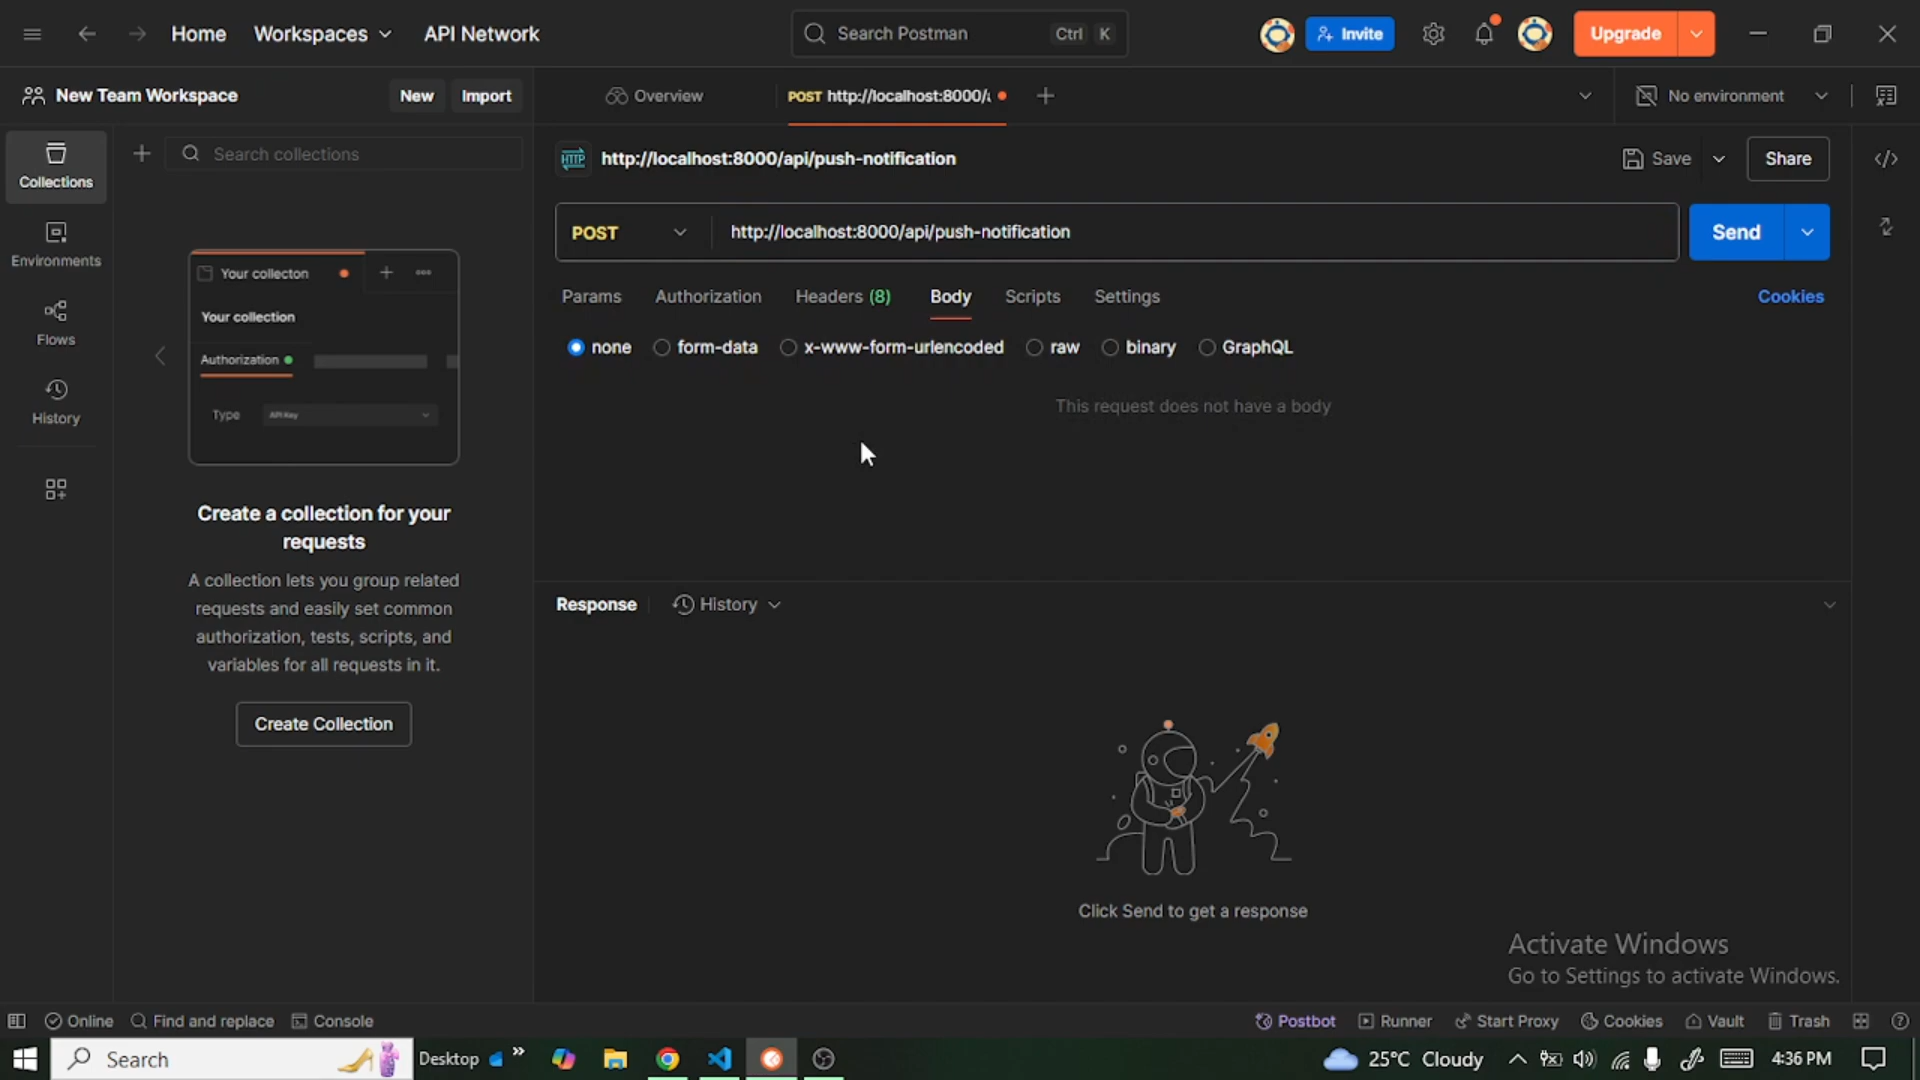 Home Workspaces API Network Search Postman Ctrl K Invite Upgrade
New Team Workspace New Import Overview POST http://localhost:8000/a No environment
Collections
Search collections
http://localhost:8000/api/push-notification Save Share
Environments
POST http://localhost:8000/api/push-notification Send
Flows
History
Params Authorization Headers (8) Body Scripts Settings Cookies
none form-data x-www-form-urlencoded raw binary GraphQL
This request does not have a body
Your collecton
Your collection
Authorization
Type API Key
Create a collection for your
requests
A collection lets you group related
requests and easily set common
authorization, tests, scripts, and
variables for all requests in it.
Create Collection
Response History
Click Send to get a response
Activate Windows
Go to Settings to activate Windows.
Online Find and replace Console Postbot Runner Start Proxy Cookies Vault Trash
Search Desktop 25°C Cloudy 4:36 PM